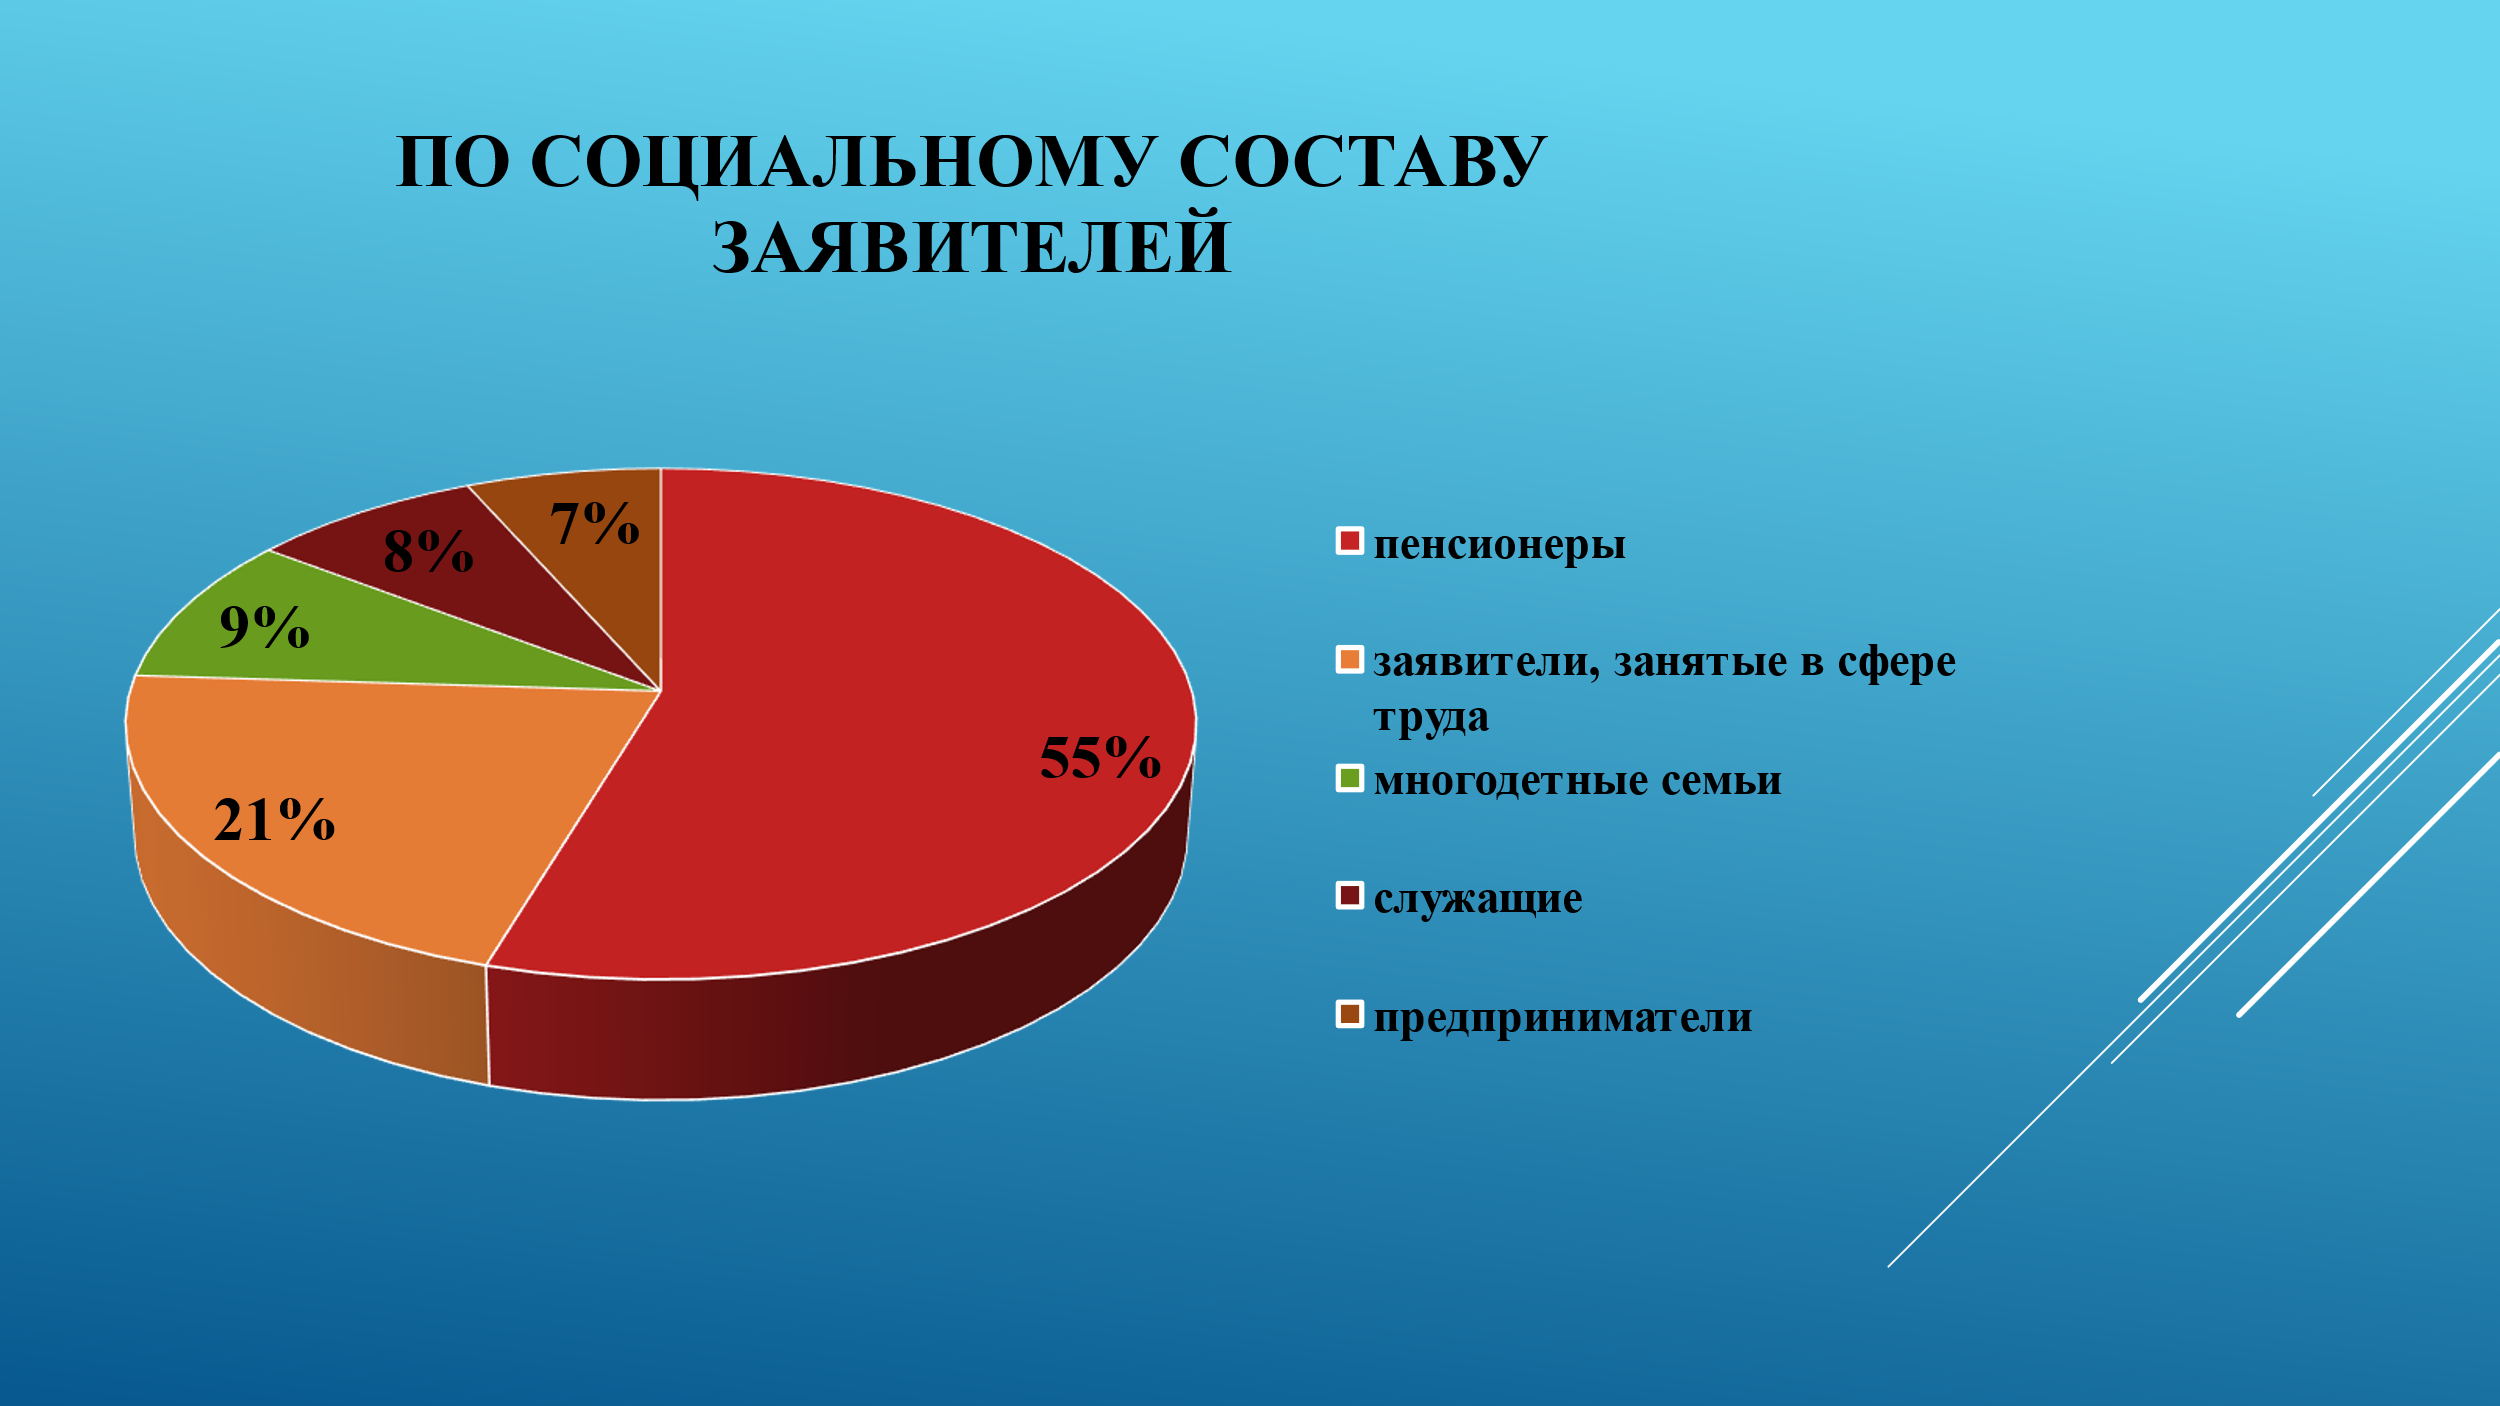 ПО СОЦИАЛЬНОМУ СОСТАВУ
ЗАЯВИТЕЛЕЙ
7%
8%
9%
55%
21%
пенсионеры
заявители, занятые в сфере
труда
многодетные семьи
служащие
предприниматели